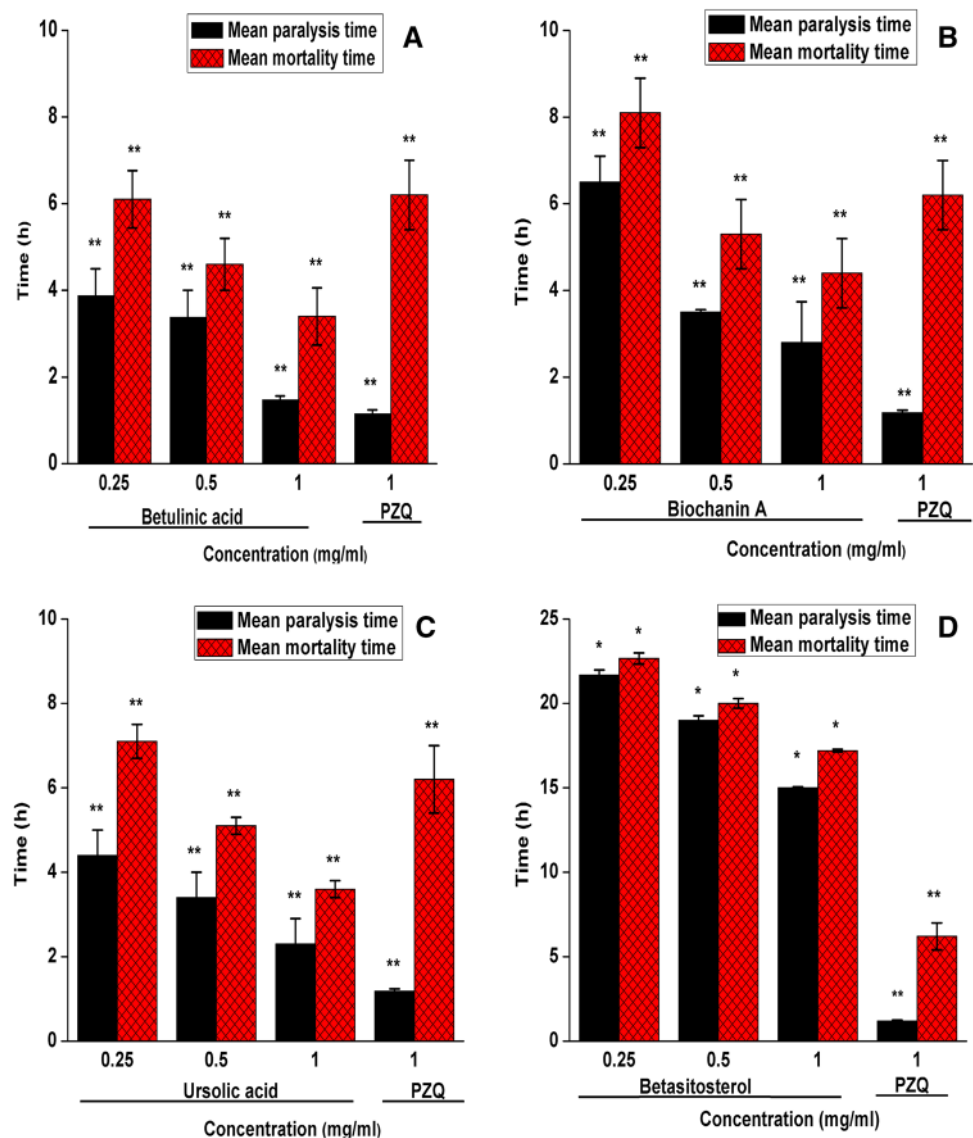 A
Mean paralysis time
Mean mortality time
Time (h)
10
8
6
4
2
0
** ** ** ** ** ** ** **
0.25 0.5 1 1
Betulinic acid PZQ
Concentration (mg/ml)
B
Mean paralysis time
Mean mortality time
Time (h)
10
8
6
4
2
0
** ** ** ** ** ** ** **
0.25 0.5 1 1
Biochanin A PZQ
Concentration (mg/ml)
C
Mean paralysis time
Mean mortality time
Time (h)
10
8
6
4
2
0
** ** ** ** ** ** ** **
0.25 0.5 1 1
Ursolic acid PZQ
Concentration (mg/ml)
D
Mean paralysis time
Mean mortality time
Time (h)
25
20
15
10
5
0
* * * * * * ** **
0.25 0.5 1 1
Betasitosterol PZQ
Concentration (mg/ml)